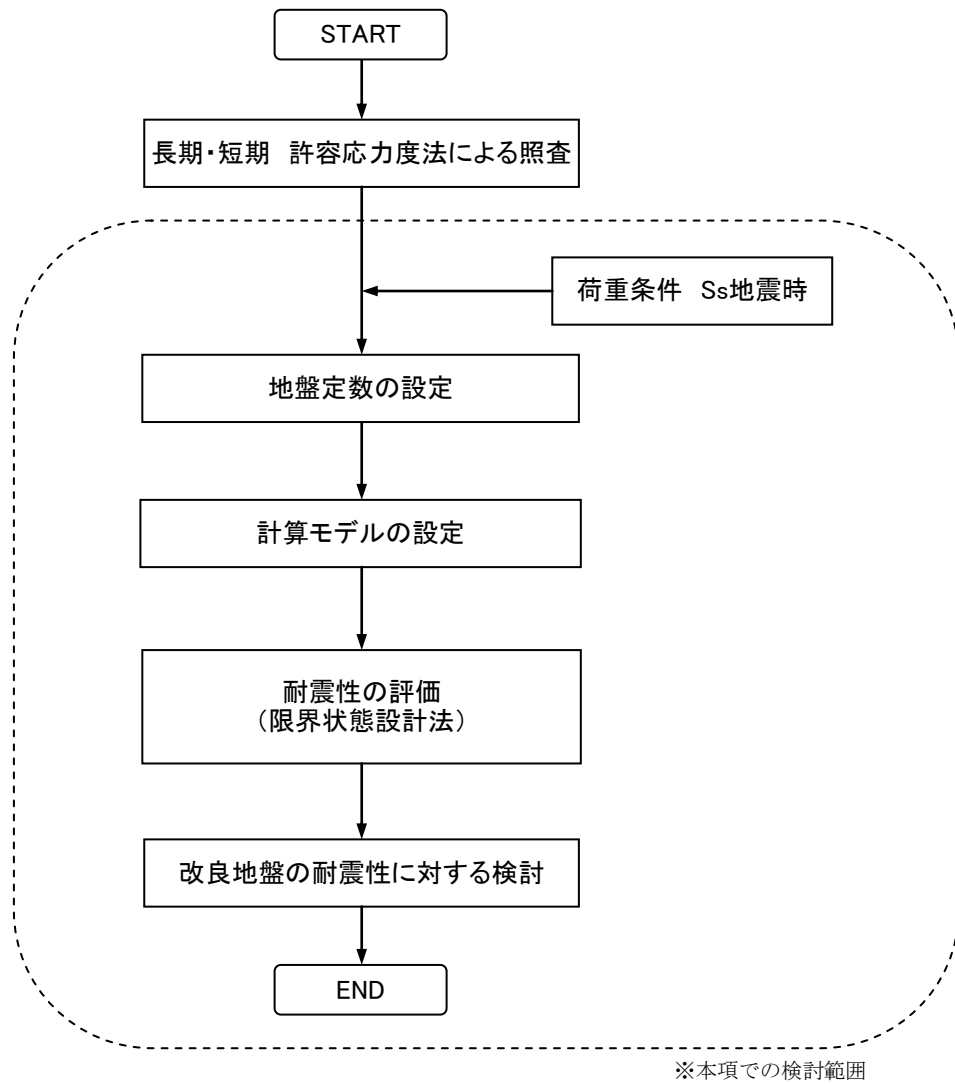 START
長期・短期　許容応力度法による照査
荷重条件　Ss地震時
地盤定数の設定
計算モデルの設定
耐震性の評価
（限界状態設計法）
改良地盤の耐震性に対する検討
END
※本項での検討範囲